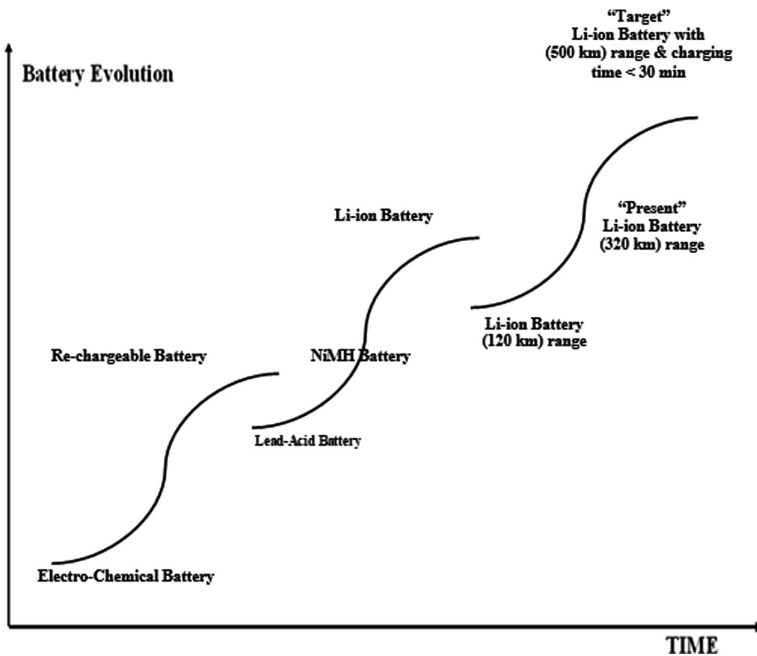 “Target”
Li-ion Battery with
(500 km) range & charging
time < 30 min
Battery Evolution
Li-ion Battery
“Present”
Li-ion Battery
(320 km) range
Li-ion Battery
(120 km) range
Re-chargeable Battery
NiMH Battery
Lead-Acid Battery
Electro-Chemical Battery
TIME